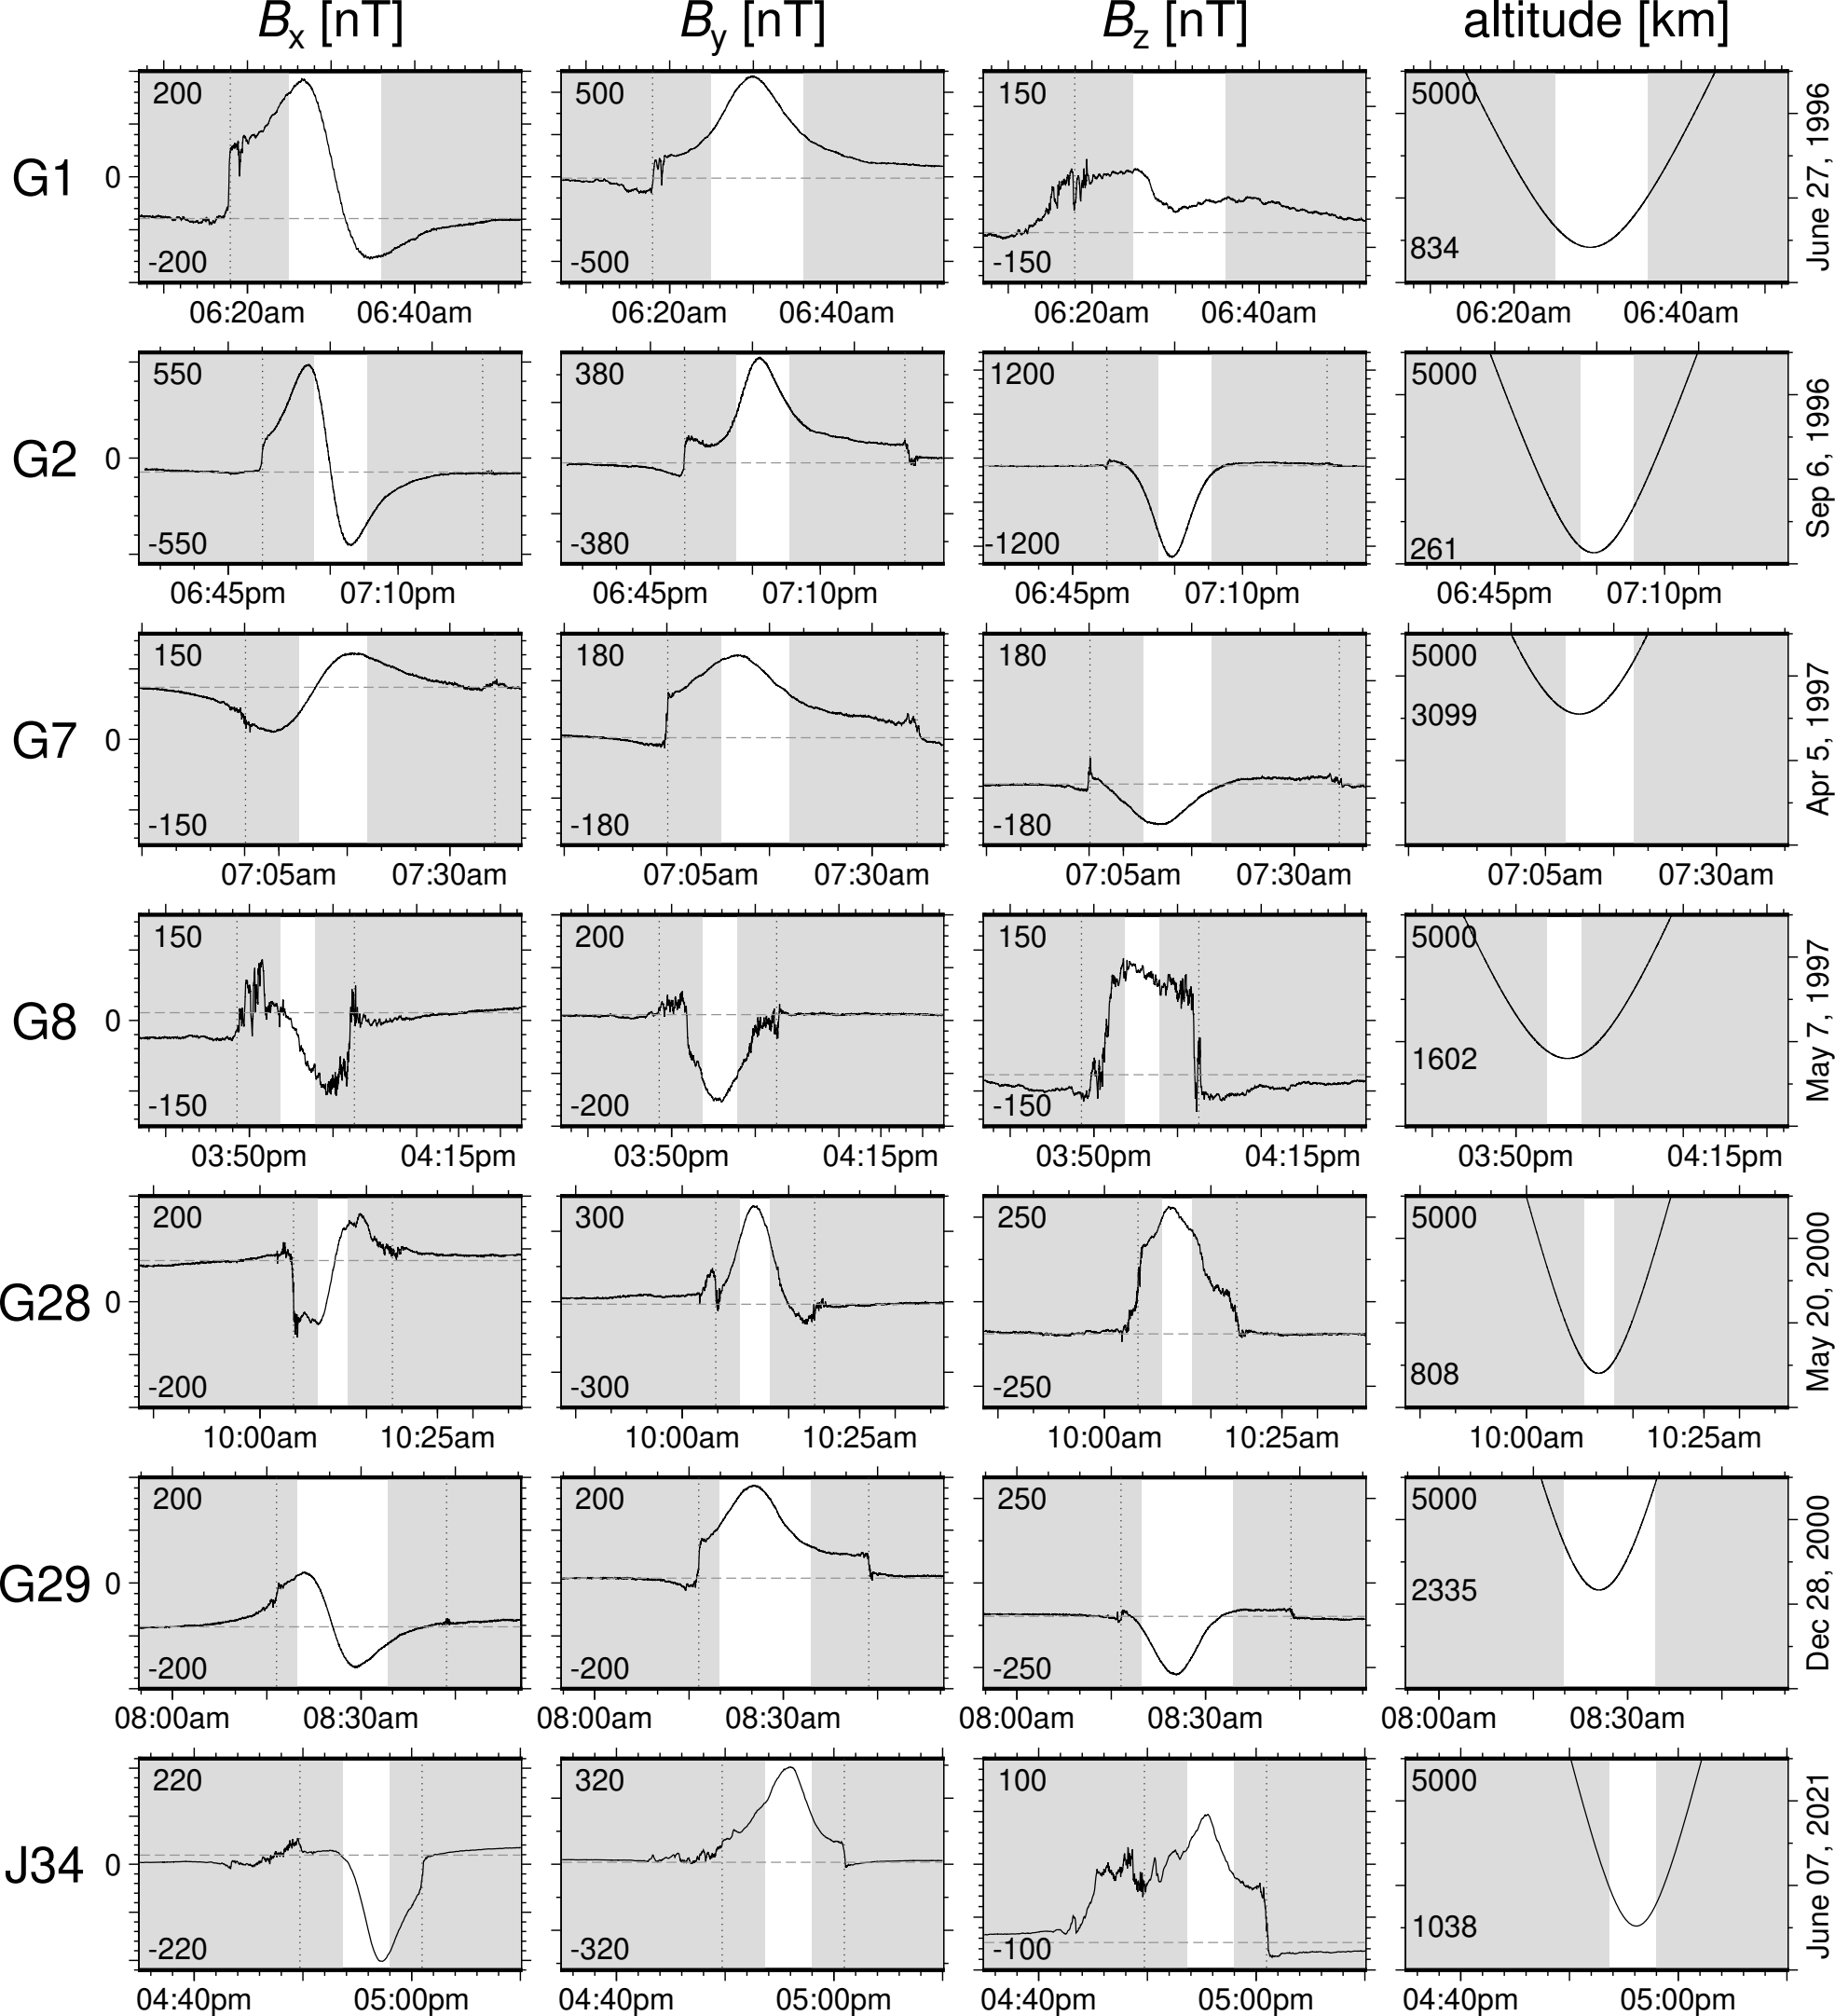 Bx [nT] By [nT] Bz [nT] altitude [km]
G1 0 200 -200 500 -500 150 -150 5000 834 June 27, 1996
06:20am 06:40am 06:20am 06:40am 06:20am 06:40am 06:20am 06:40am
G2 0 550 -550 380 -380 1200 -1200 5000 261 Sep 6, 1996
06:45pm 07:10pm 06:45pm 07:10pm 06:45pm 07:10pm 06:45pm 07:10pm
G7 0 150 -150 180 -180 180 -180 5000 3099 Apr 5, 1997
07:05am 07:30am 07:05am 07:30am 07:05am 07:30am 07:05am 07:30am
G8 0 150 -150 200 -200 150 -150 5000 1602 May 7, 1997
03:50pm 04:15pm 03:50pm 04:15pm 03:50pm 04:15pm 03:50pm 04:15pm
G28 0 200 -200 300 -300 250 -250 5000 808 May 20, 2000
10:00am 10:25am 10:00am 10:25am 10:00am 10:25am 10:00am 10:25am
G29 0 200 -200 200 -200 250 -250 5000 2335 Dec 28, 2000
08:00am 08:30am 08:00am 08:30am 08:00am 08:30am 08:00am 08:30am
J34 0 220 -220 320 -320 100 -100 5000 1038 June 07, 2021
04:40pm 05:00pm 04:40pm 05:00pm 04:40pm 05:00pm 04:40pm 05:00pm